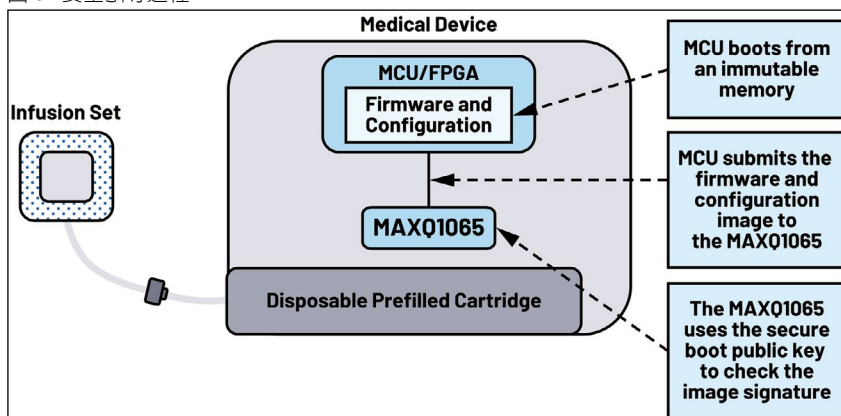 Medical Device
MCU/FPGA
Firmware and
Configuration
Infusion Set
MAXQ1065
Disposable Prefilled Cartridge
MCU boots from
an immutable
memory
MCU submits the
firmware and
configuration
image to
the MAXQ1065
The MAXQ1065
uses the secure
boot public key
to check the
image signature